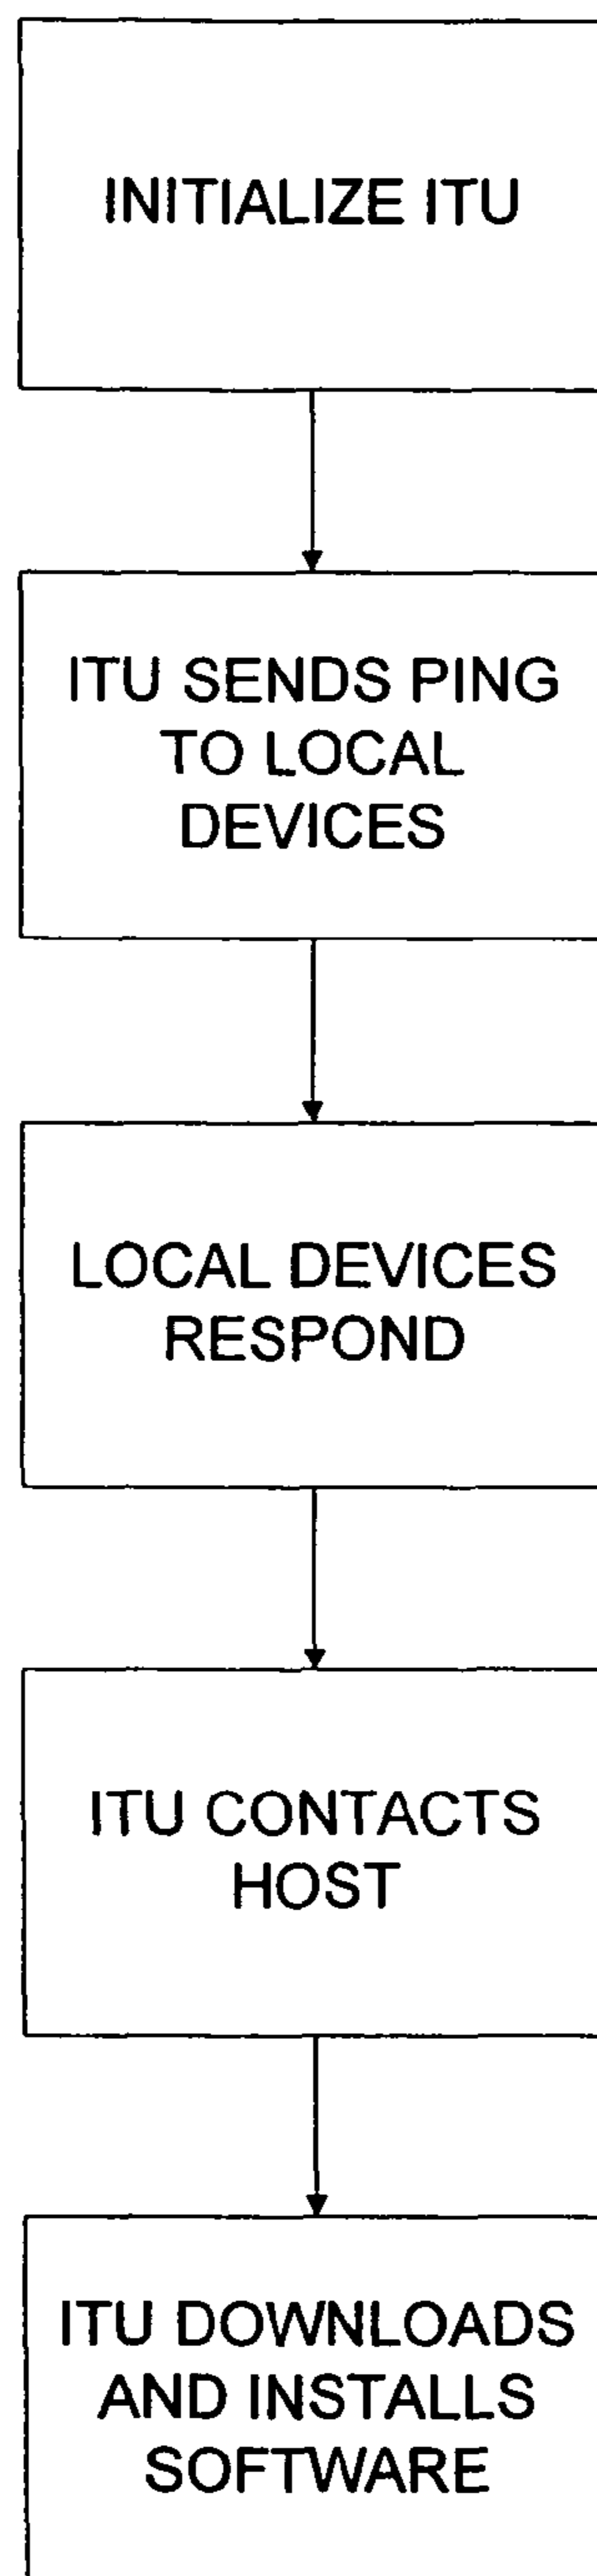 INITIALIZE ITU
ITU SENDS PING
TO LOCAL
DEVICES
LOCAL DEVICES
RESPOND
ITU CONTACTS
HOST
ITU DOWNLOADS
AND INSTALLS
SOFTWARE